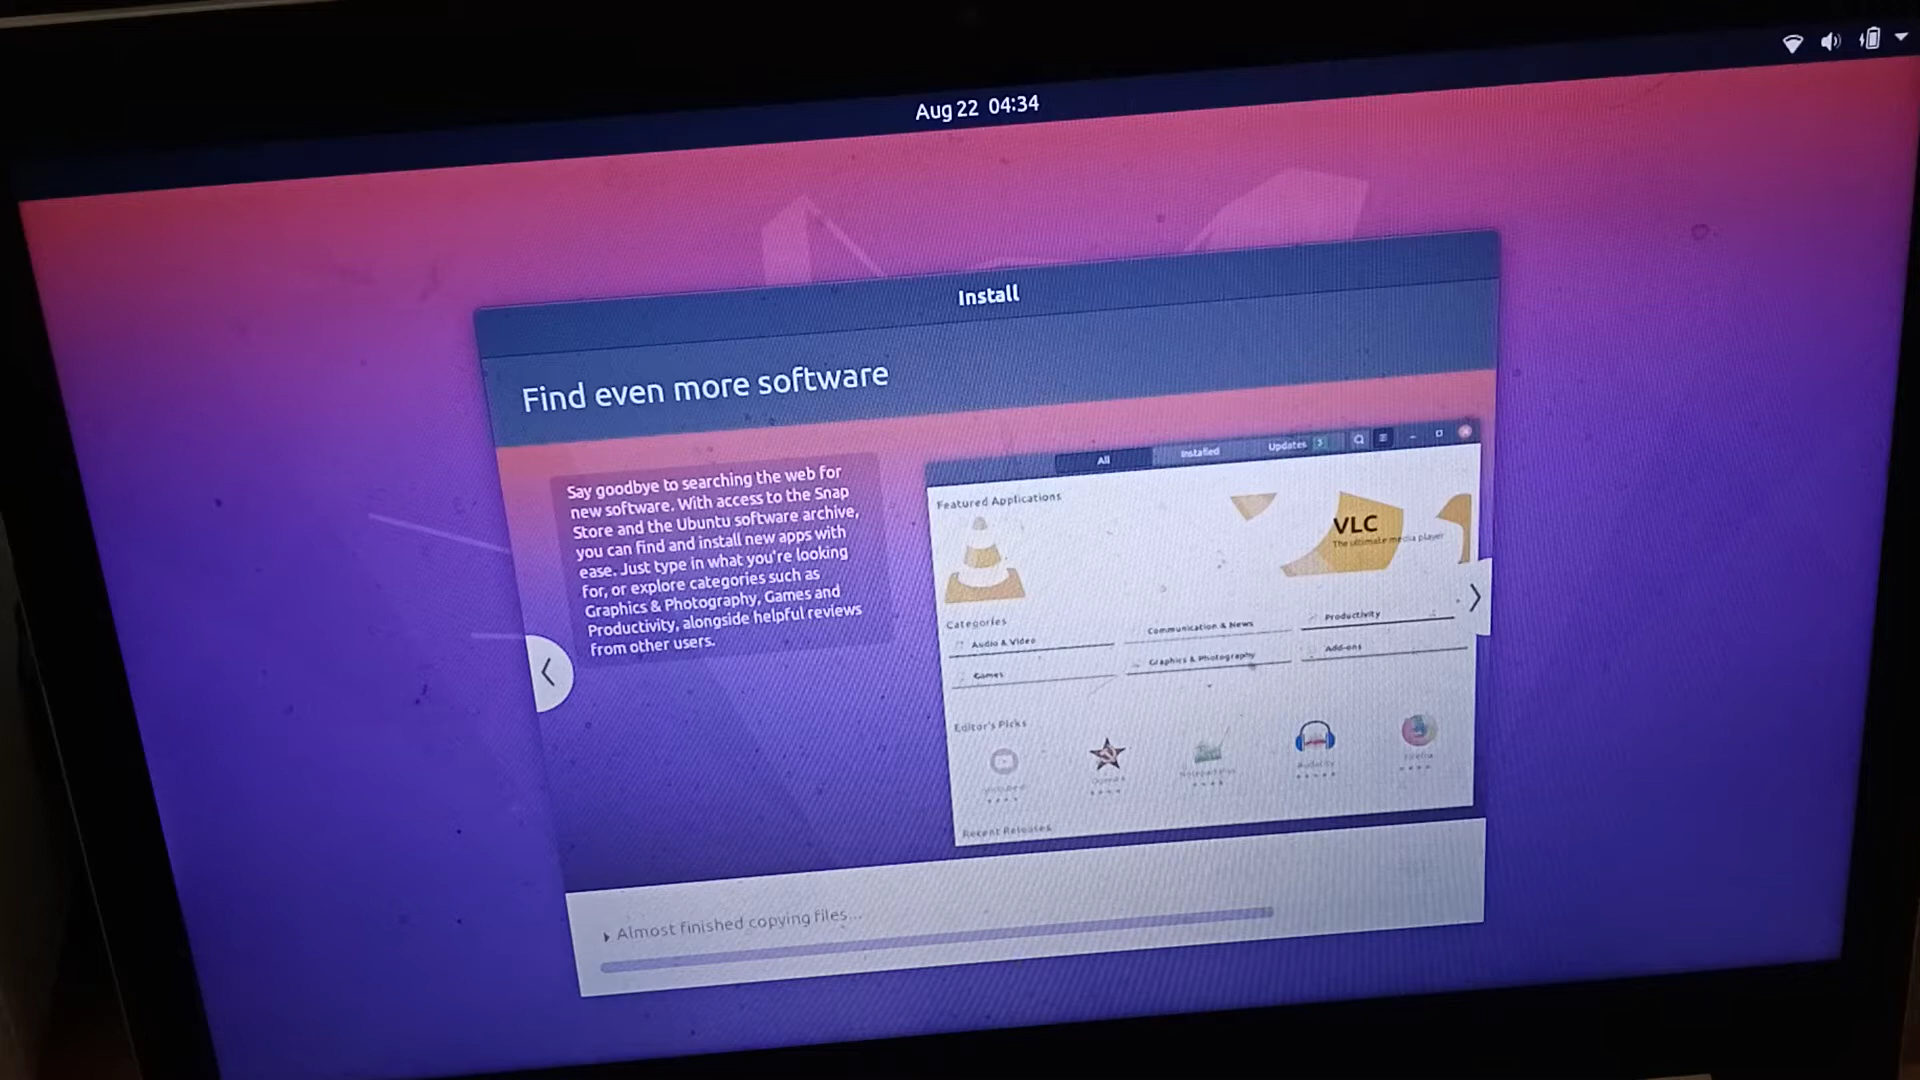 Aug 22 04:34
Install
Find even more software
Say goodbye to searching the web for
new software. With access to the Snap
Store and the Ubuntu software archive,
you can find and install new apps with
ease. Just type in what you're looking
for, or explore categories such as
Graphics & Photography, Games and
Productivity, alongside helpful reviews
from other users.
All
Installed
Updates
Featured Applications
VLC
The ultimate media player
Categories
Audio & Video
Communication & News
Productivity
Games
Graphics & Photography
Add-ons
Editor's Picks
Audacity
Firefox
Recent Releases
Almost finished copying files...